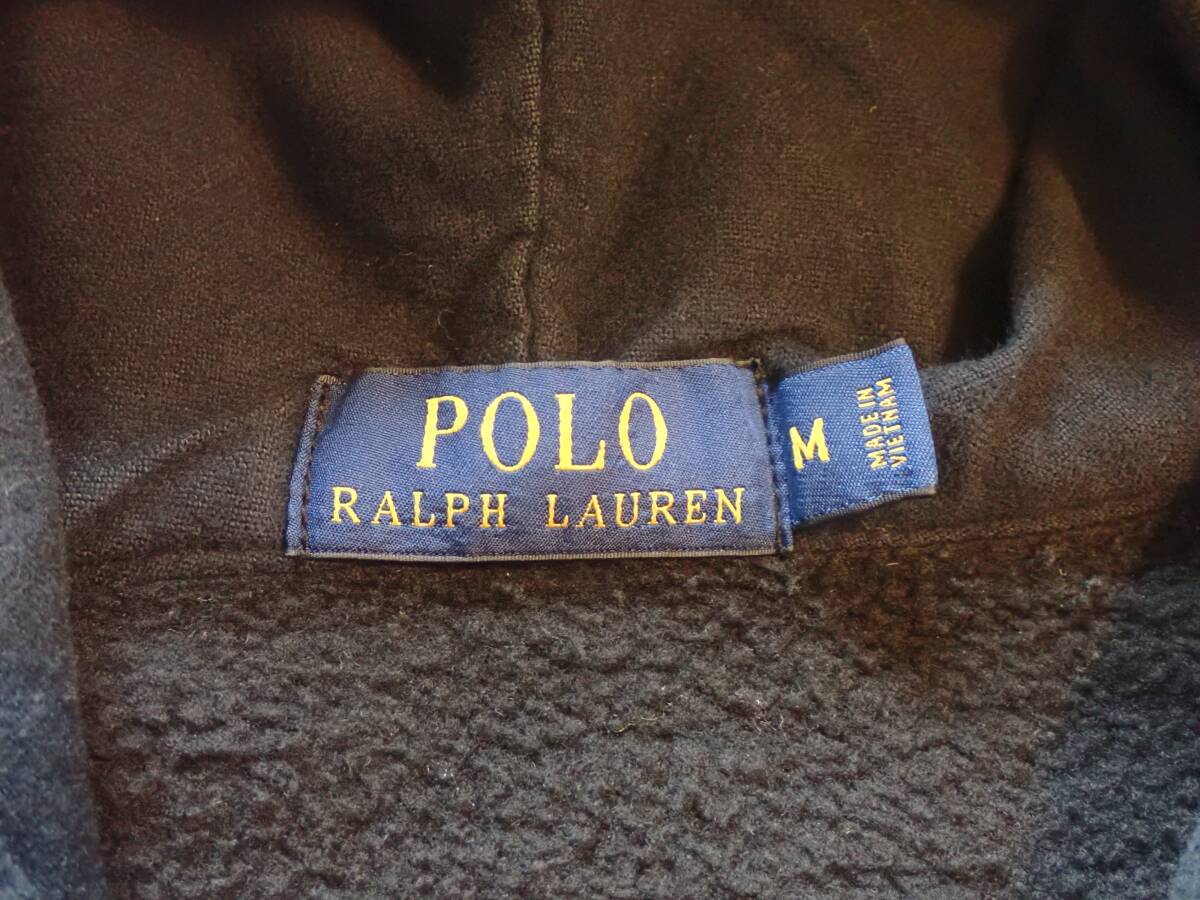 POLO
RALPH LAUREN
M
MADE IN
VIETNAM